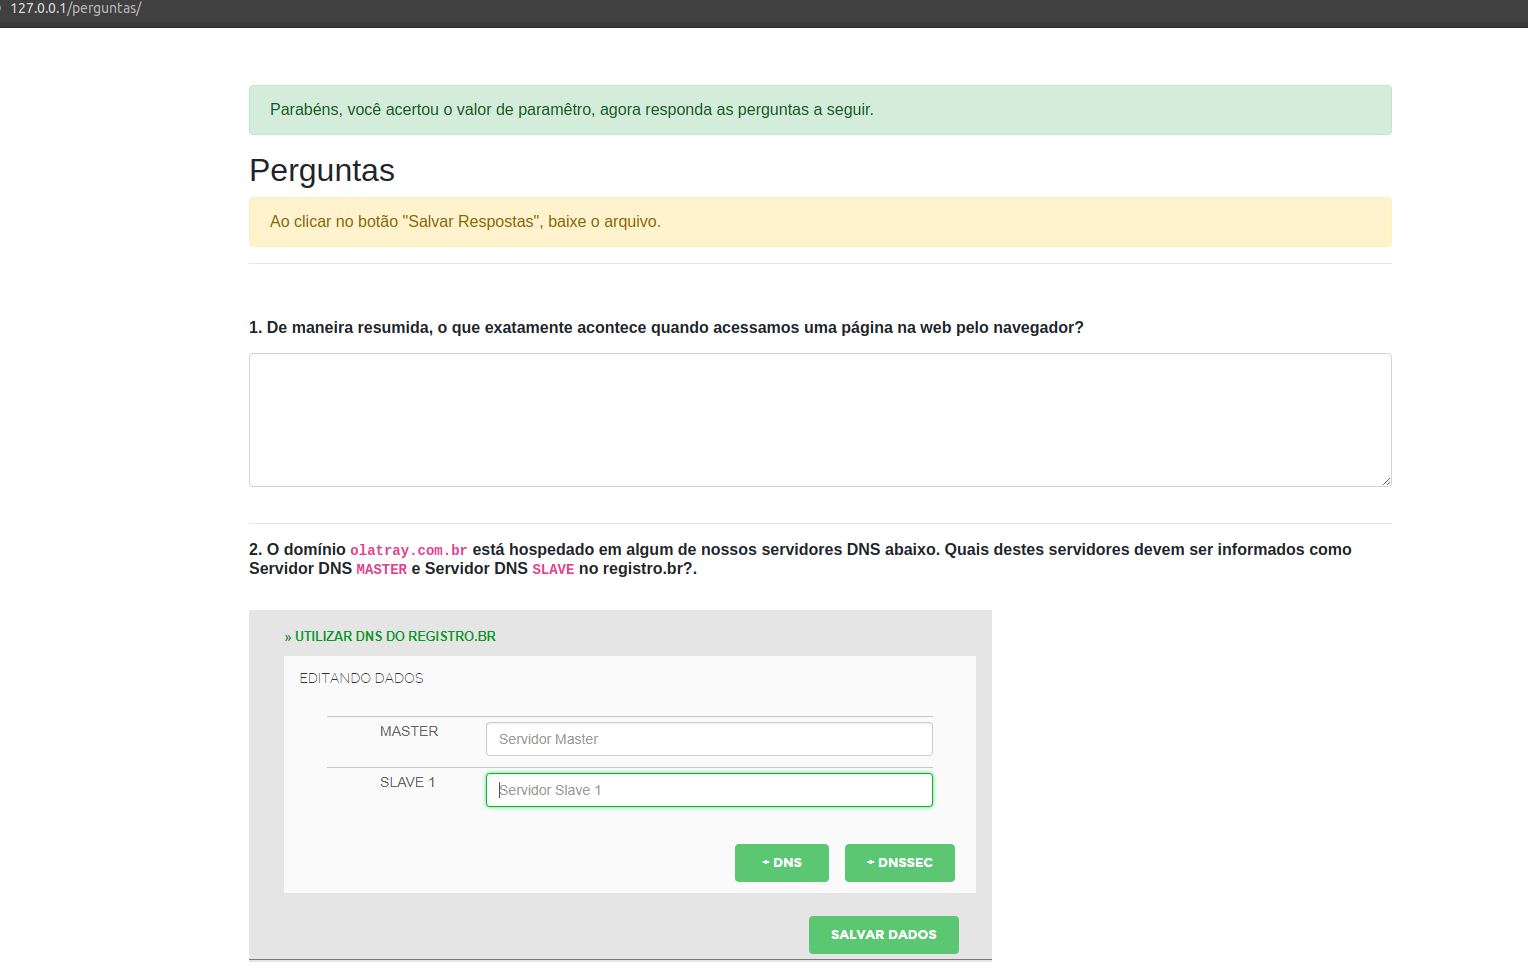 127.0.0.1/perguntas/
Parabéns, você acertou o valor de paramêtro, agora responda as perguntas a seguir.
Perguntas
Ao clicar no botão "Salvar Respostas", baixe o arquivo.
1. De maneira resumida, o que exatamente acontece quando acessamos uma página na web pelo navegador?
2. O domínio olatray.com.br está hospedado em algum de nossos servidores DNS abaixo. Quais destes servidores devem ser informados como
Servidor DNS MASTER e Servidor DNS SLAVE no registro.br?.
» UTILIZAR DNS DO REGISTRO.BR
EDITANDO DADOS
MASTER Servidor Master
SLAVE 1 Servidor Slave 1
+ DNS + DNSSEC
SALVAR DADOS